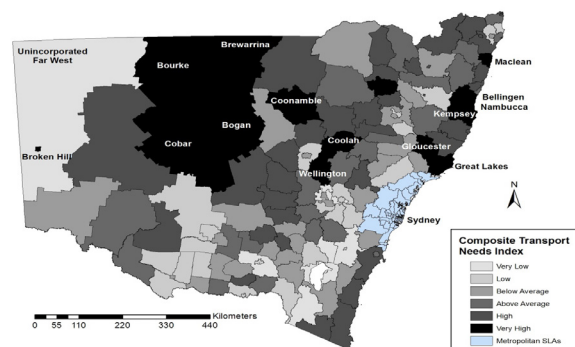 Unincorporated
Far West
Brewarrina
Bourke
Maclean
Coonamble
Bellingen
Nambucca
Kempsey
Bogan
Coolah
Cobar
Gloucester
Broken Hill
Wellington
Great Lakes
N
Sydney
Composite Transport
Needs Index
Very Low
Low
Below Average
Above Average
High
Very High
Metropolitan SLAs
Kilometers
0 55 110 220 330 440